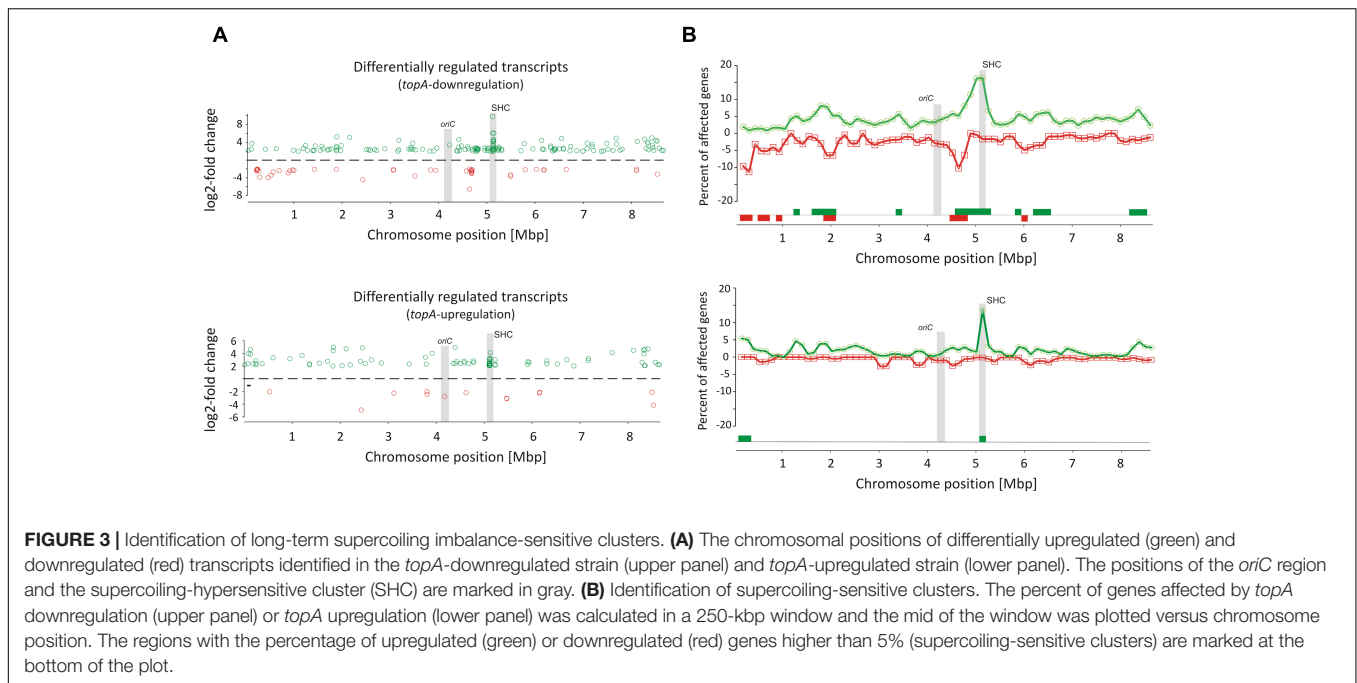 A
Differentially regulated transcripts
(topA-downregulation)
log2-fold change
8
4
0
-4
-8
oriC
SHC
1 2 3 4 5 6 7 8
Chromosome position [Mbp]
Differentially regulated transcripts
(topA-upregulation)
log2-fold change
6
4
2
0
-2
-4
-6
oriC
SHC
1 2 3 4 5 6 7 8
Chromosome position [Mbp]
B
Percent of affected genes
20
15
10
5
0
-5
-10
-15
-20
oriC
SHC
1 2 3 4 5 6 7 8
Chromosome position [Mbp]
Percent of affected genes
20
15
10
5
0
-5
-10
-15
-20
oriC
SHC
1 2 3 4 5 6 7 8
Chromosome position [Mbp]
FIGURE 3 | Identification of long-term supercoiling imbalance-sensitive clusters. (A) The chromosomal positions of differentially upregulated (green) and
downregulated (red) transcripts identified in the topA-downregulated strain (upper panel) and topA-upregulated strain (lower panel). The positions of the oriC region
and the supercoiling-hypersensitive cluster (SHC) are marked in gray. (B) Identification of supercoiling-sensitive clusters. The percent of genes affected by topA
downregulation (upper panel) or topA upregulation (lower panel) was calculated in a 250-kbp window and the mid of the window was plotted versus chromosome
position. The regions with the percentage of upregulated (green) or downregulated (red) genes higher than 5% (supercoiling-sensitive clusters) are marked at the
bottom of the plot.